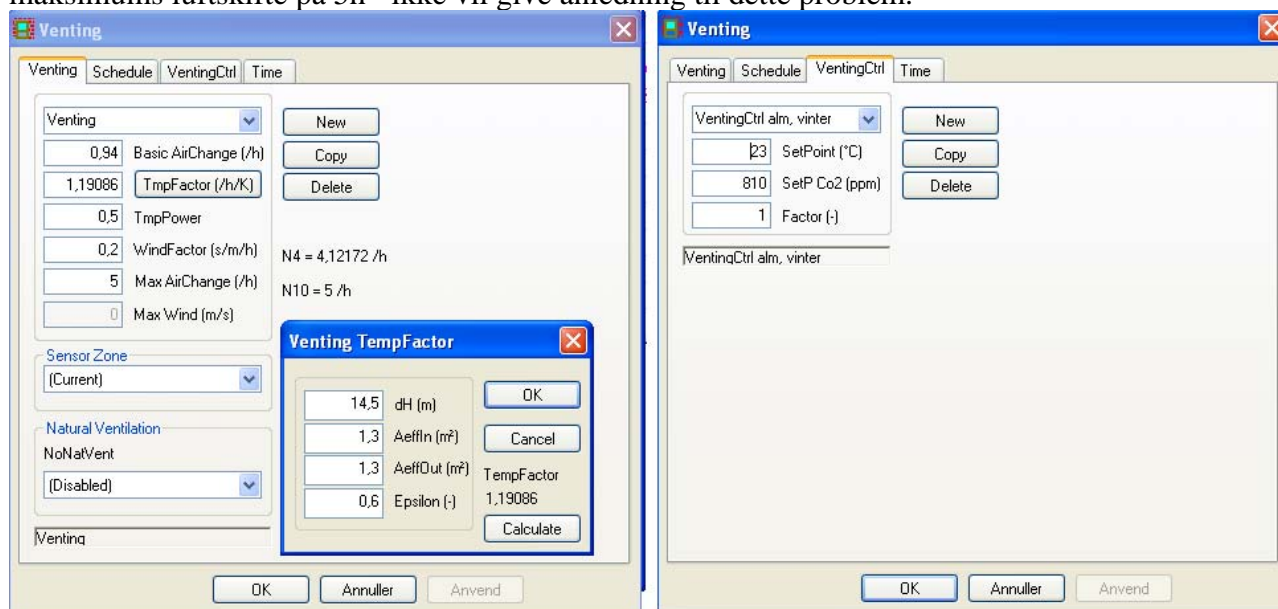 maksimums luftskifte på 5h⁻ ikke vil give anledning til dette problem.
Venting
Venting Schedule VentingCtrl Time
Venting
New
0,94 Basic AirChange (/h)
Copy
1,19086 TmpFactor (/h/K)
Delete
0,5 TmpPower
0,2 WindFactor (s/m/h)
N4 = 4,12172 /h
5 Max AirChange (/h)
N10 = 5 /h
0 Max Wind (m/s)
Sensor Zone
(Current)
Natural Ventilation
NoNatVent
(Disabled)
Venting
Venting TempFactor
14,5 dH (m)
OK
1,3 AeffIn (m²)
Cancel
1,3 AeffOut (m²)
TempFactor
0,6 Epsilon (-)
1,19086
Calculate
OK Annuller Anvend
Venting
Venting Schedule VentingCtrl Time
VentingCtrl alm, vinter
New
23 SetPoint (°C)
Copy
810 SetP Co2 (ppm)
Delete
1 Factor (-)
VentingCtrl alm, vinter
OK Annuller Anvend